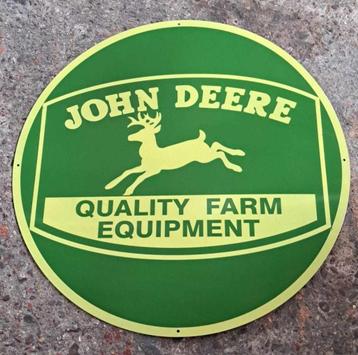 JOHN DEERE
QUALITY FARM
EQUIPMENT